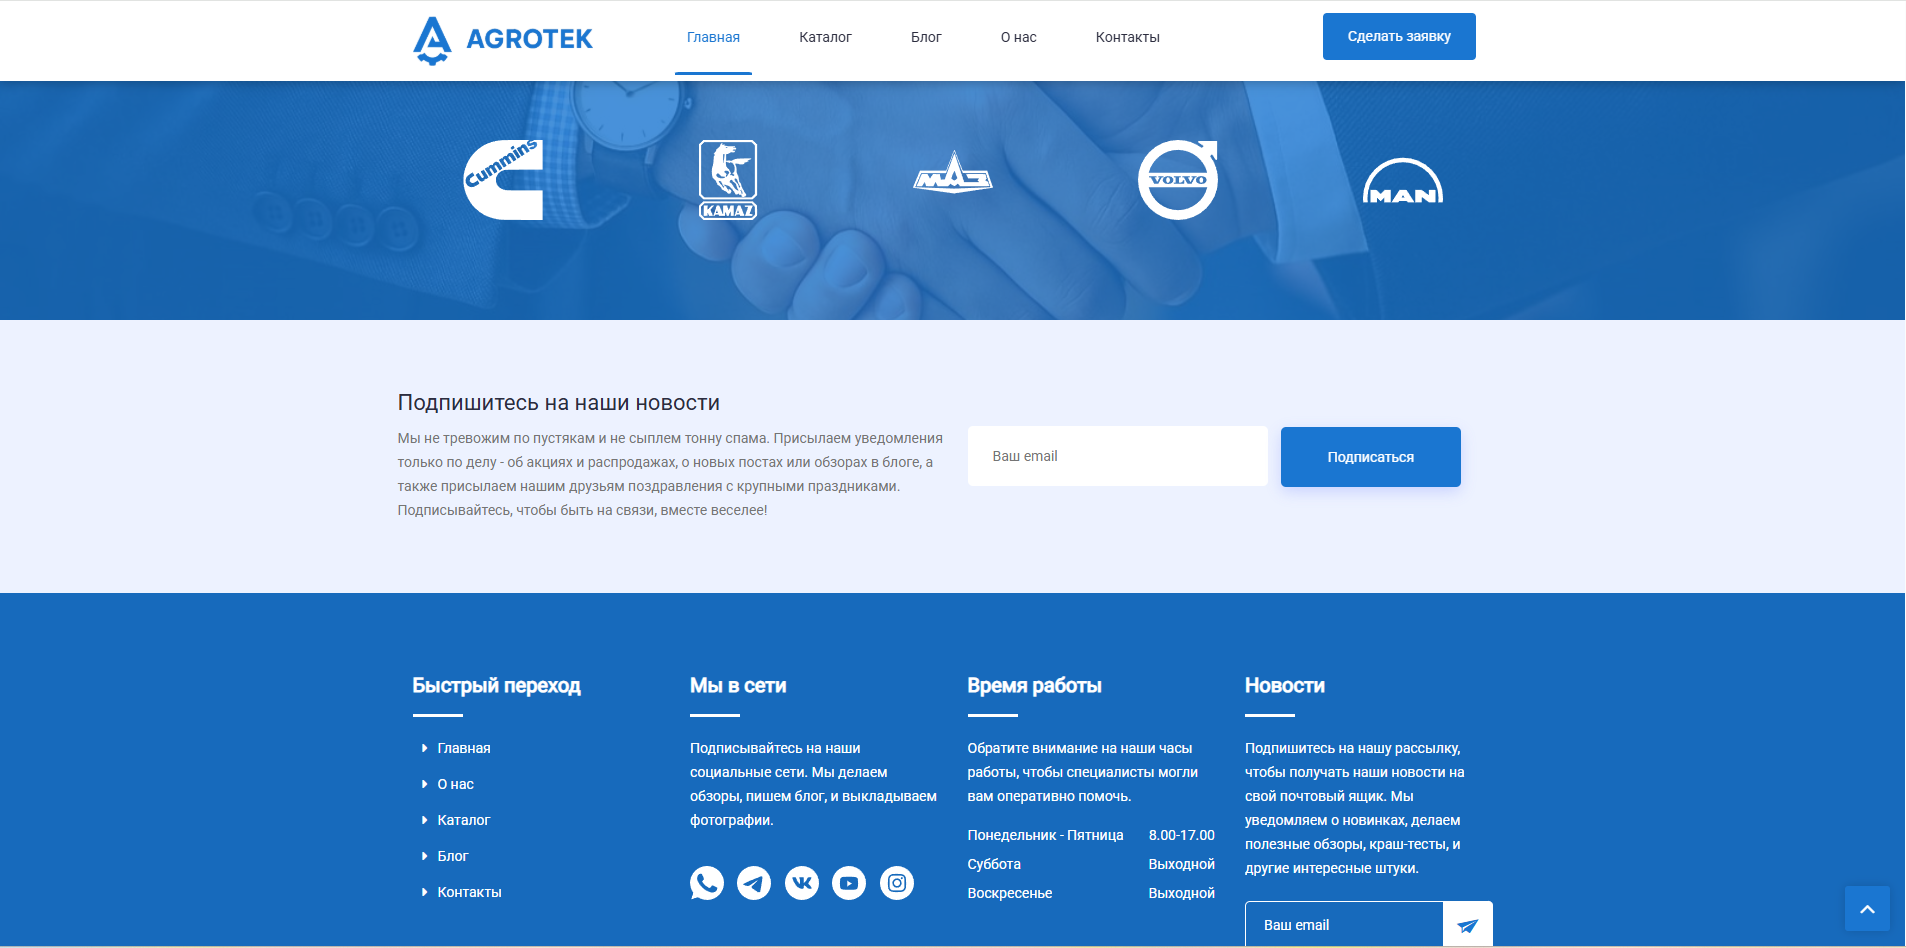 AGROTEK
Главная
Каталог
Блог
О нас
Контакты
Сделать заявку
Cummins
KAMAZ
МАЗ
VOLVO
MAN
Подпишитесь на наши новости
Мы не тревожим по пустякам и не сыплем тонну спама. Присылаем уведомления
только по делу - об акциях и распродажах, о новых постах или обзорах в блоге, а
также присылаем нашим друзьям поздравления с крупными праздниками.
Подписывайтесь, чтобы быть на связи, вместе веселее!
Ваш email
Подписаться
Быстрый переход
Главная
О нас
Каталог
Блог
Контакты
Мы в сети
Подписывайтесь на наши
социальные сети. Мы делаем
обзоры, пишем блог, и выкладываем
фотографии.
Время работы
Обратите внимание на наши часы
работы, чтобы специалисты могли
вам оперативно помочь.
Понедельник - Пятница 8.00-17.00
Суббота Выходной
Воскресенье Выходной
Новости
Подпишитесь на нашу рассылку,
чтобы получать наши новости на
свой почтовый ящик. Мы
уведомляем о новинках, делаем
полезные обзоры, краш-тесты, и
другие интересные штуки.
Ваш email